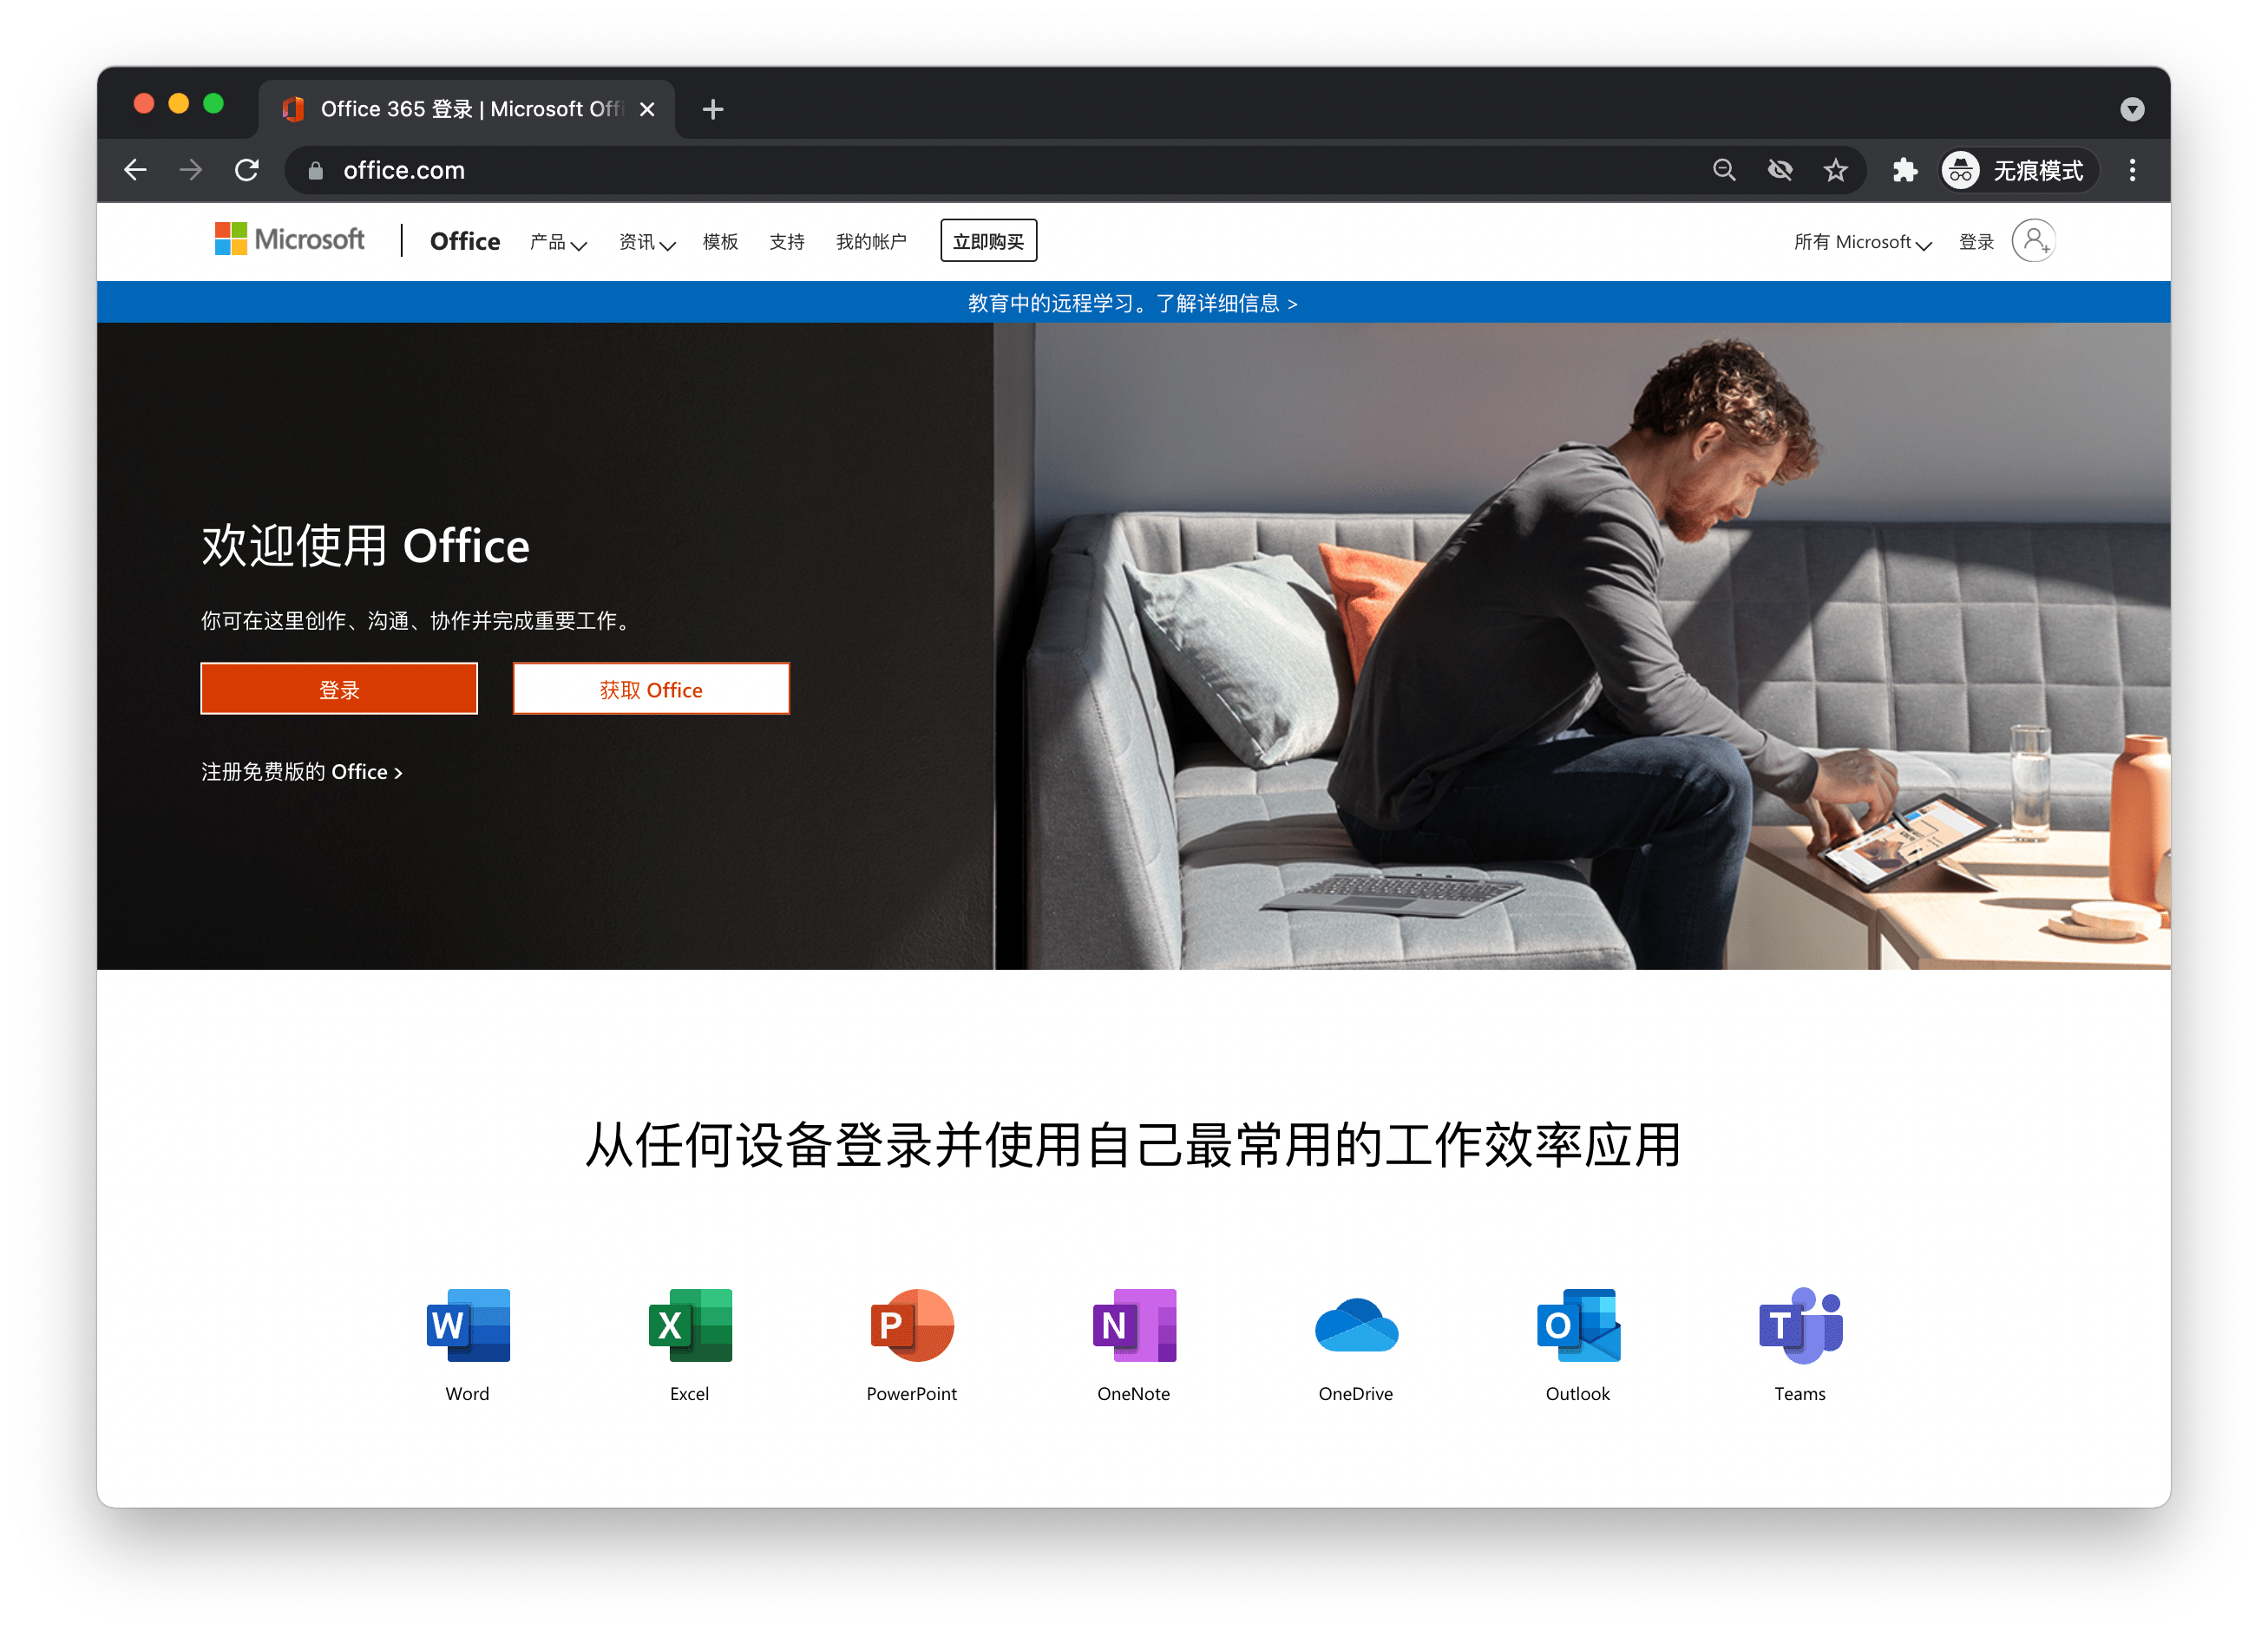 Office 365 登录 | Microsoft Offi
office.com
无痕模式
Microsoft Office 产品 资讯 模板 支持 我的帐户 立即购买 所有 Microsoft 登录
教育中的远程学习。了解详细信息 >
欢迎使用 Office
你可在这里创作、沟通、协作并完成重要工作。
登录 获取 Office
注册免费版的 Office >
从任何设备登录并使用自己最常用的工作效率应用
W X P N O T
Word Excel PowerPoint OneNote OneDrive Outlook Teams